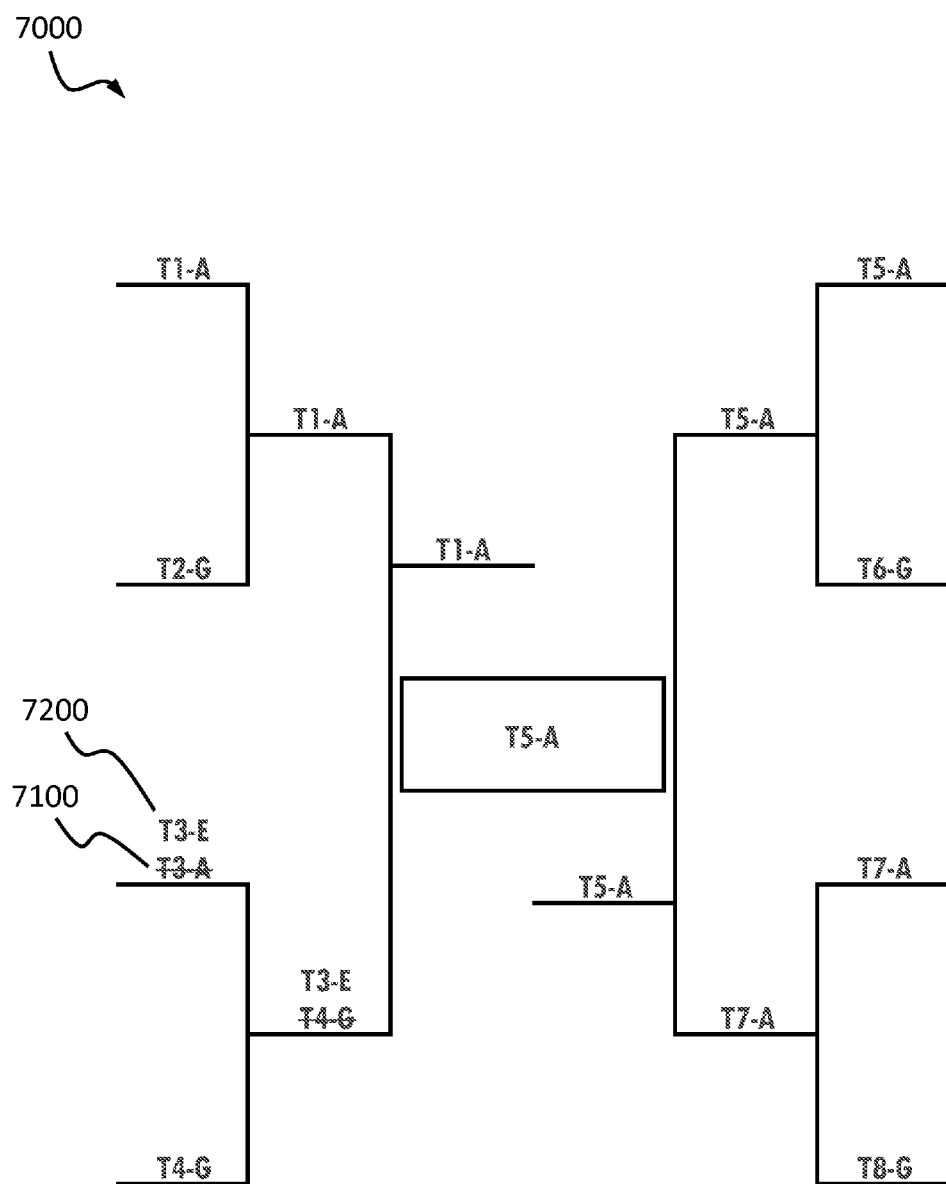 7000
T1-A
T5-A
T1-A
T5-A
T1-A
T2-G
T6-G
T5-A
7200
7100
T3-E
T3-A
T7-A
T5-A
T3-E
T4-G
T7-A
T4-G
T8-G